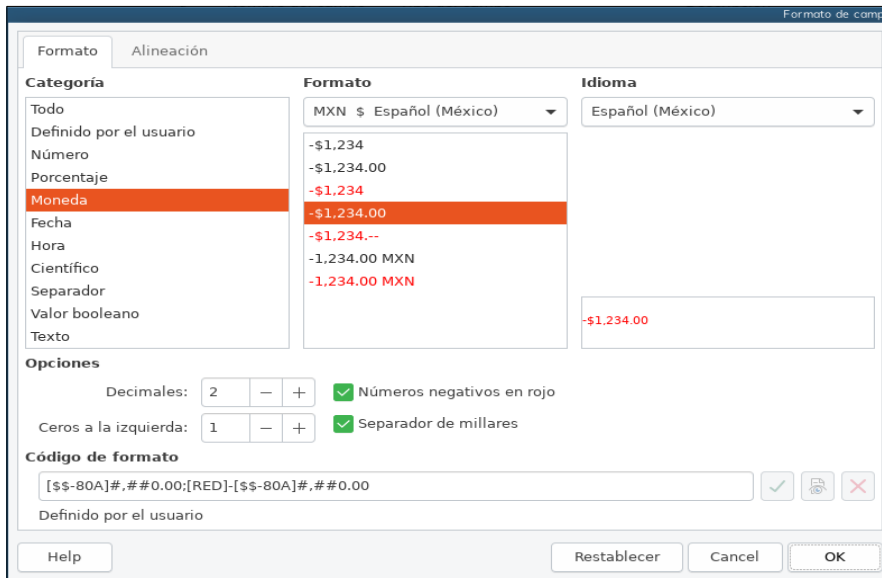 Formato de camp
Formato
Alineación
Categoría
Todo
Definido por el usuario
Número
Porcentaje
Moneda
Fecha
Hora
Científico
Separador
Valor booleano
Texto
Formato
MXN $ Español (México)
-$1,234
-$1,234.00
-$1,234
-$1,234.00
-$1,234.--
-1,234.00 MXN
-1,234.00 MXN
Idioma
Español (México)
-$1,234.00
Opciones
Decimales: 2
Números negativos en rojo
Ceros a la izquierda: 1
Separador de millares
Código de formato
[$$-80A]#,##0.00;[RED]-[$$-80A]#,##0.00
Definido por el usuario
Help
Restablecer
Cancel
OK